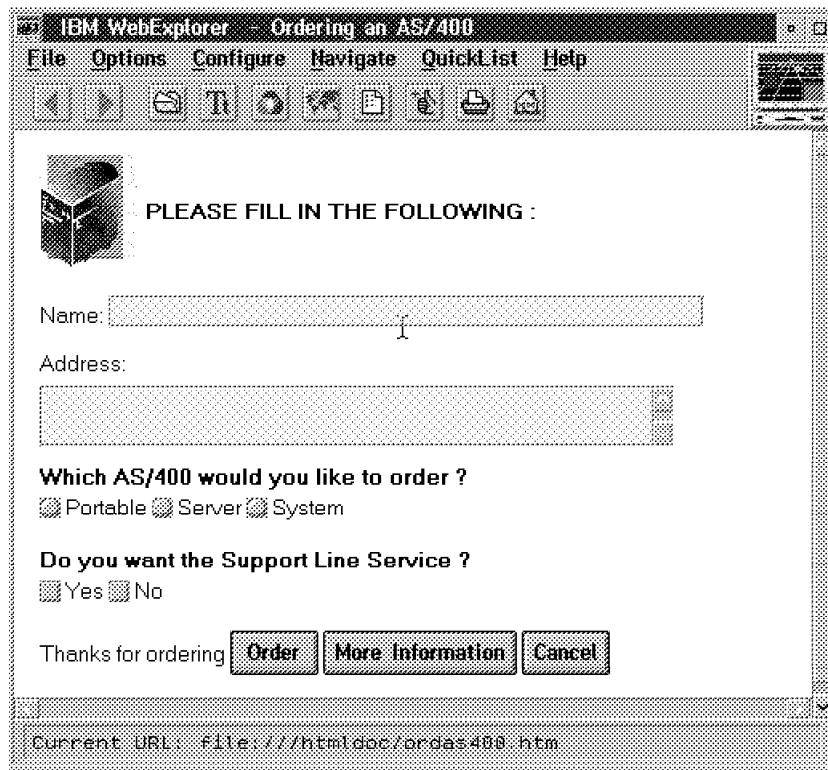 IBM WebExplorer - Ordering an AS/400
File Options Configure Navigate QuickList Help
PLEASE FILL IN THE FOLLOWING :
Name:
Address:
Which AS/400 would you like to order ?
Portable Server System
Do you want the Support Line Service ?
Yes No
Thanks for ordering Order More Information Cancel
Current URL: file:///htmldoc/ordas400.htm